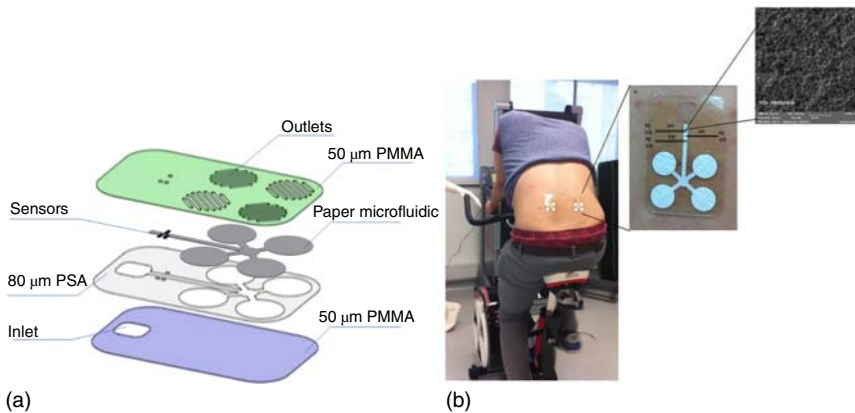 Outlets
50 μm PMMA
Sensors
Paper microfluidic
80 μm PSA
50 μm PMMA
Inlet
(a)
(b)